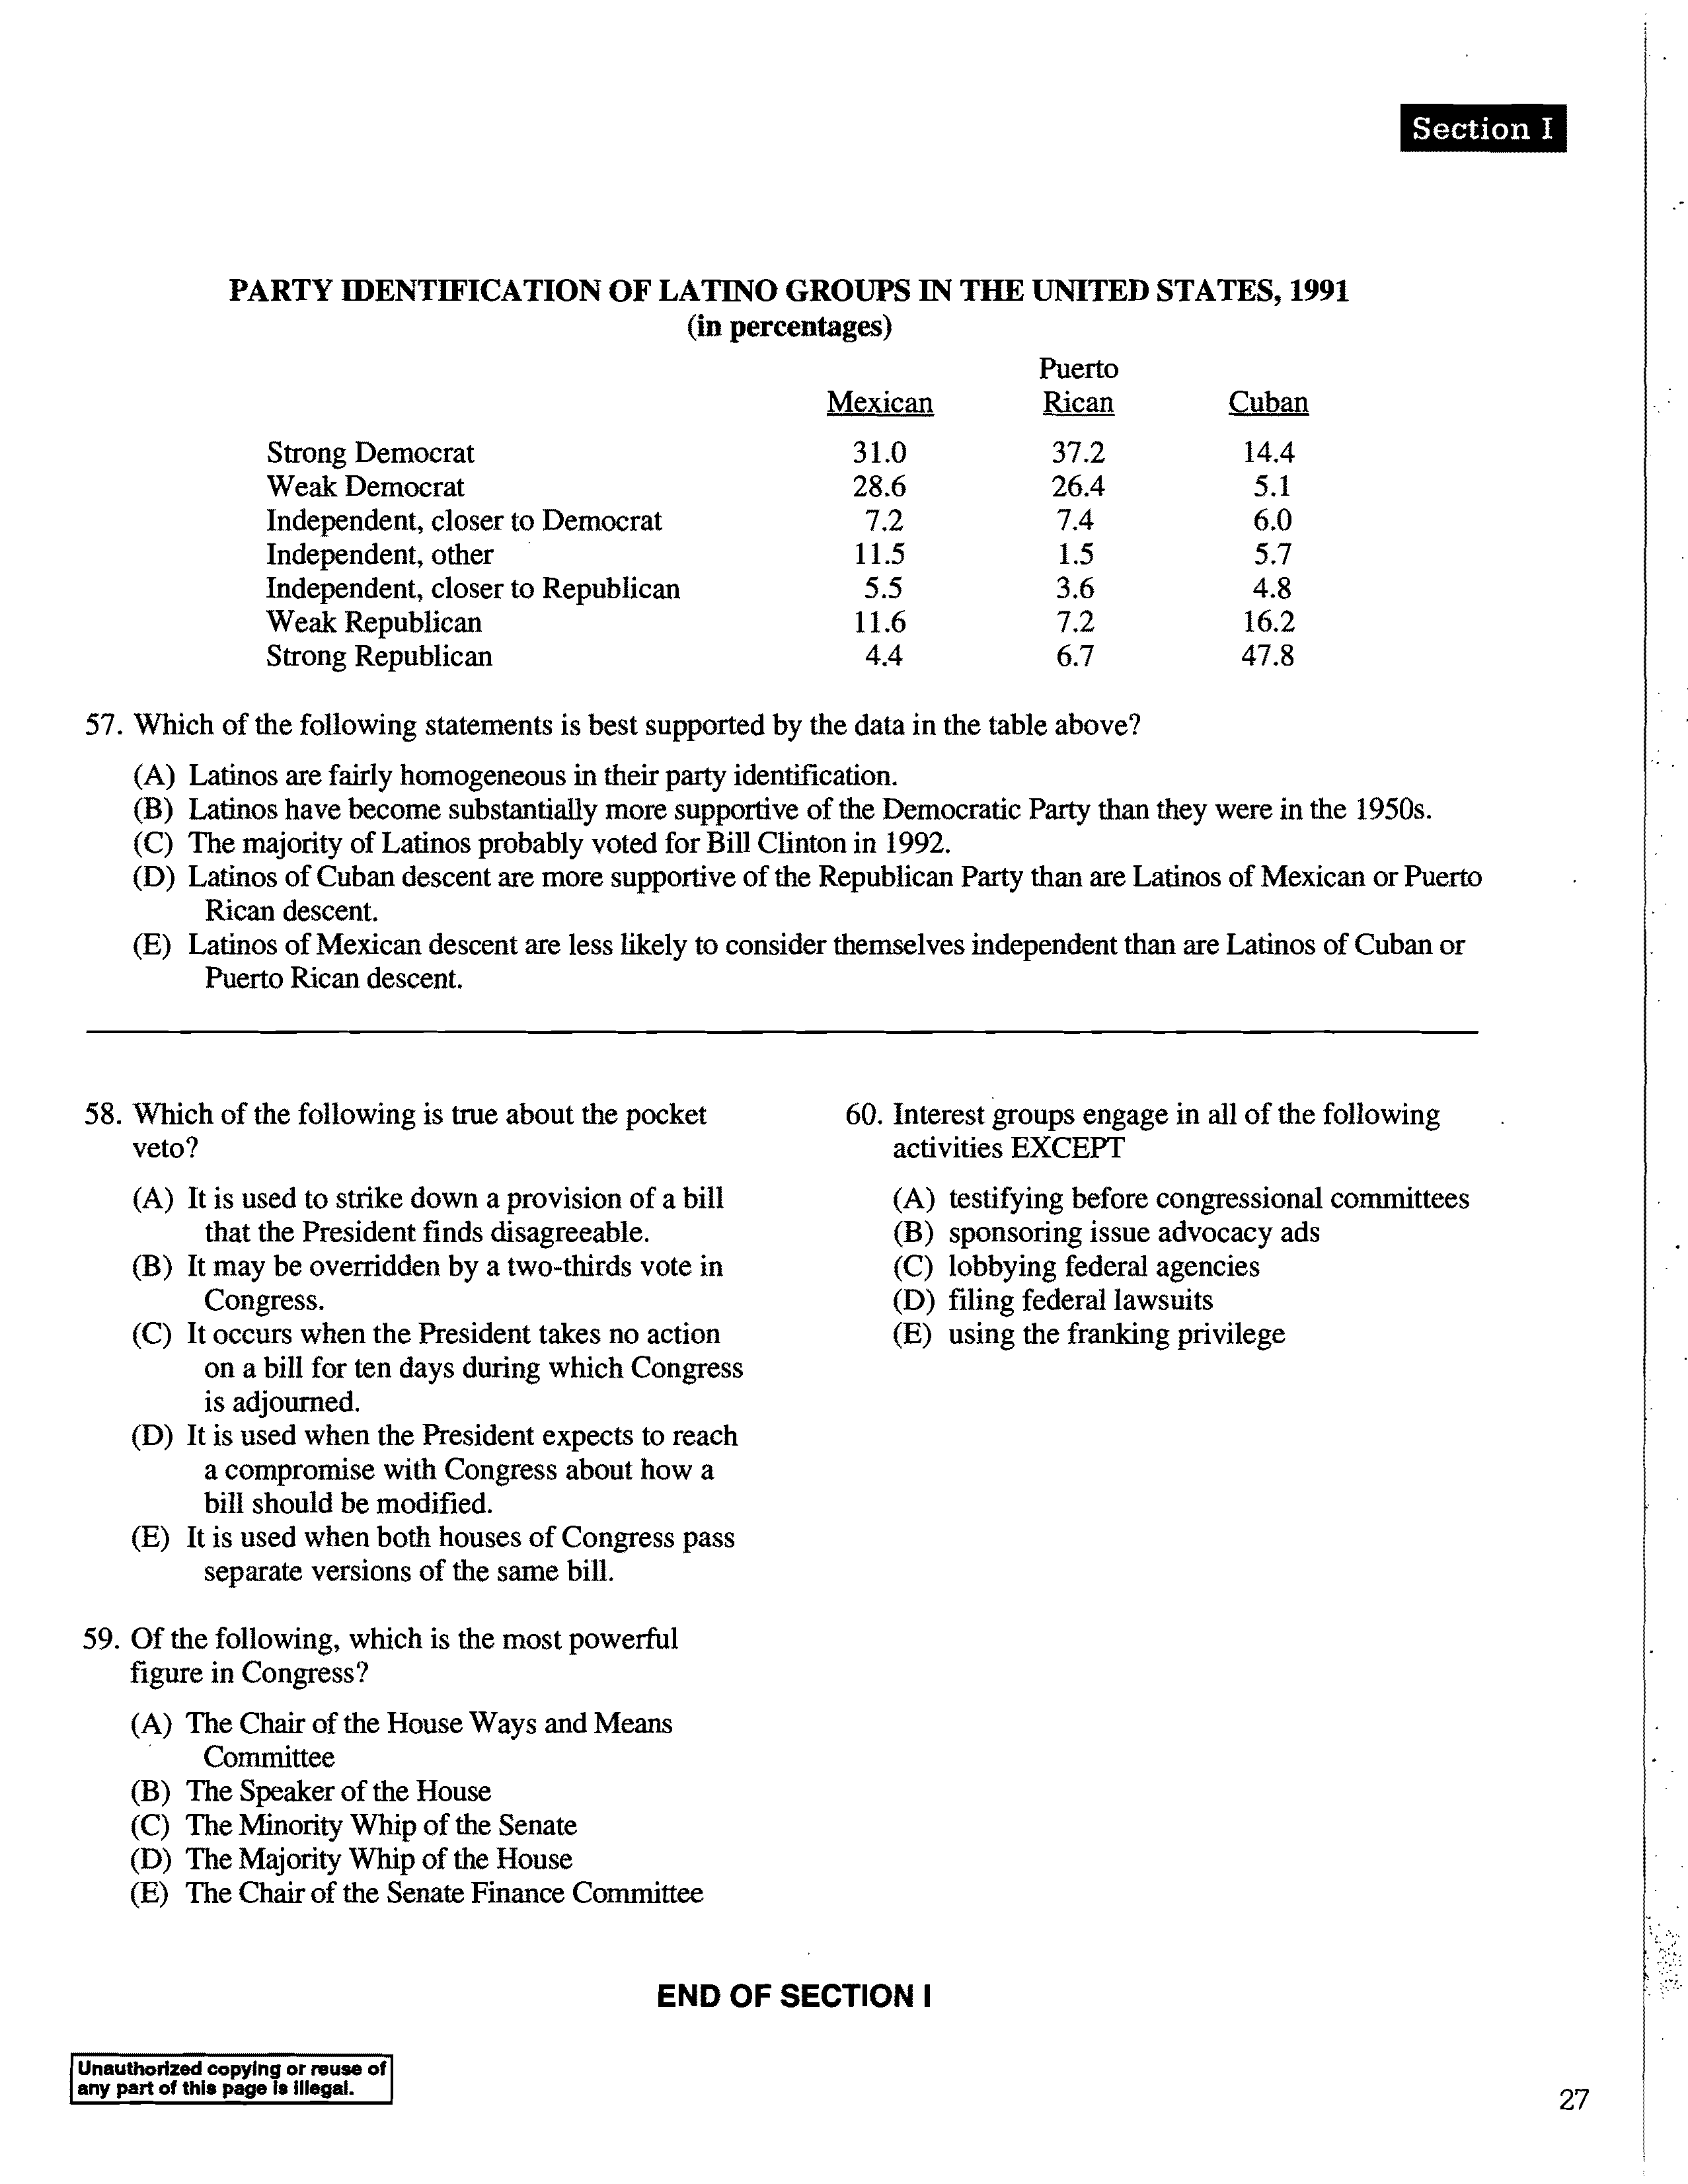 Section I
PARTY IDENTIFICATION OF LATINO GROUPS IN THE UNITED STATES, 1991
(in percentages)
Puerto
Mexican Rican Cuban
Strong Democrat 31.0 37.2 14.4
Weak Democrat 28.6 26.4 5.1
Independent, closer to Democrat 7.2 7.4 6.0
Independent, other 11.5 1.5 5.7
Independent, closer to Republican 5.5 3.6 4.8
Weak Republican 11.6 7.2 16.2
Strong Republican 4.4 6.7 47.8
57. Which of the following statements is best supported by the data in the table above?
(A) Latinos are fairly homogeneous in their party identification.
(B) Latinos have become substantially more supportive of the Democratic Party than they were in the 1950s.
(C) The majority of Latinos probably voted for Bill Clinton in 1992.
(D) Latinos of Cuban descent are more supportive of the Republican Party than are Latinos of Mexican or Puerto
Rican descent.
(E) Latinos of Mexican descent are less likely to consider themselves independent than are Latinos of Cuban or
Puerto Rican descent.
58. Which of the following is true about the pocket
veto?
(A) It is used to strike down a provision of a bill
that the President finds disagreeable.
(B) It may be overridden by a two-thirds vote in
Congress.
(C) It occurs when the President takes no action
on a bill for ten days during which Congress
is adjourned.
(D) It is used when the President expects to reach
a compromise with Congress about how a
bill should be modified.
(E) It is used when both houses of Congress pass
separate versions of the same bill.
59. Of the following, which is the most powerful
figure in Congress?
(A) The Chair of the House Ways and Means
Committee
(B) The Speaker of the House
(C) The Minority Whip of the Senate
(D) The Majority Whip of the House
(E) The Chair of the Senate Finance Committee
60. Interest groups engage in all of the following
activities EXCEPT
(A) testifying before congressional committees
(B) sponsoring issue advocacy ads
(C) lobbying federal agencies
(D) filing federal lawsuits
(E) using the franking privilege
END OF SECTION I
Unauthorized copying or reuse of
any part of this page is illegal.
27